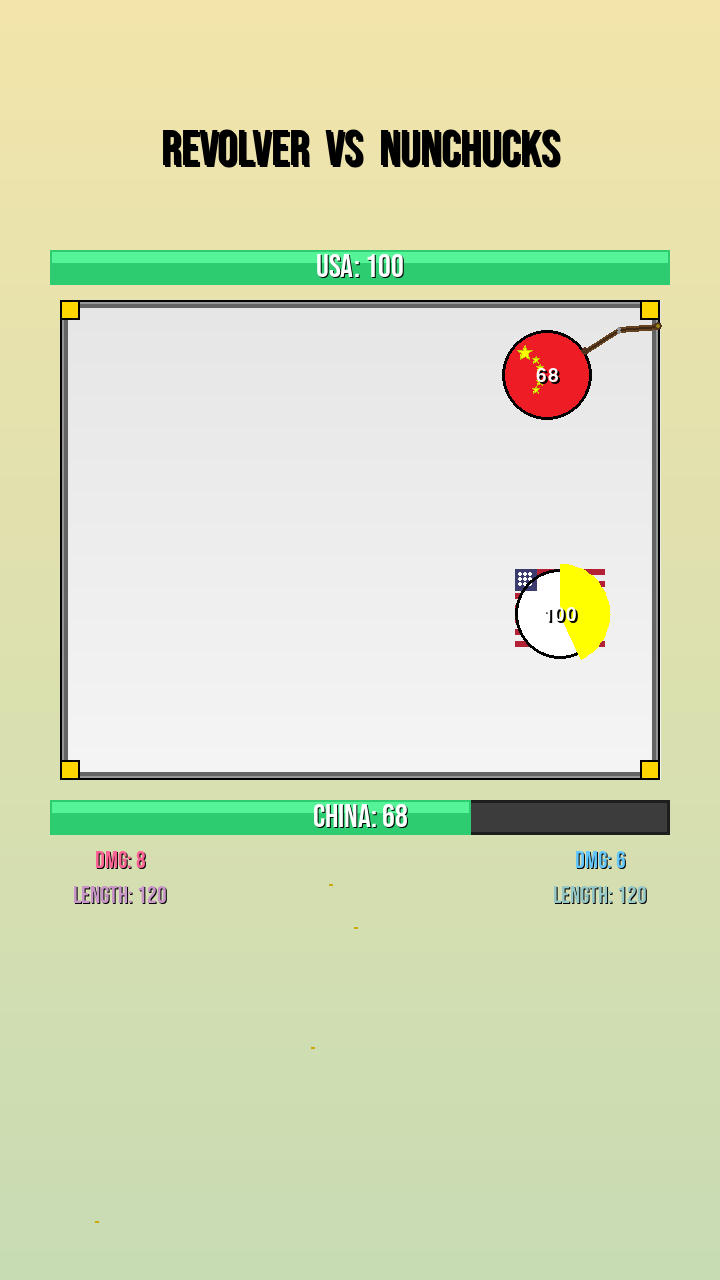 REVOLVER VS NUNCHUCKS
USA: 100
68
100
CHINA: 68
DMG: 8
DMG: 6
LENGTH: 120
LENGTH: 120